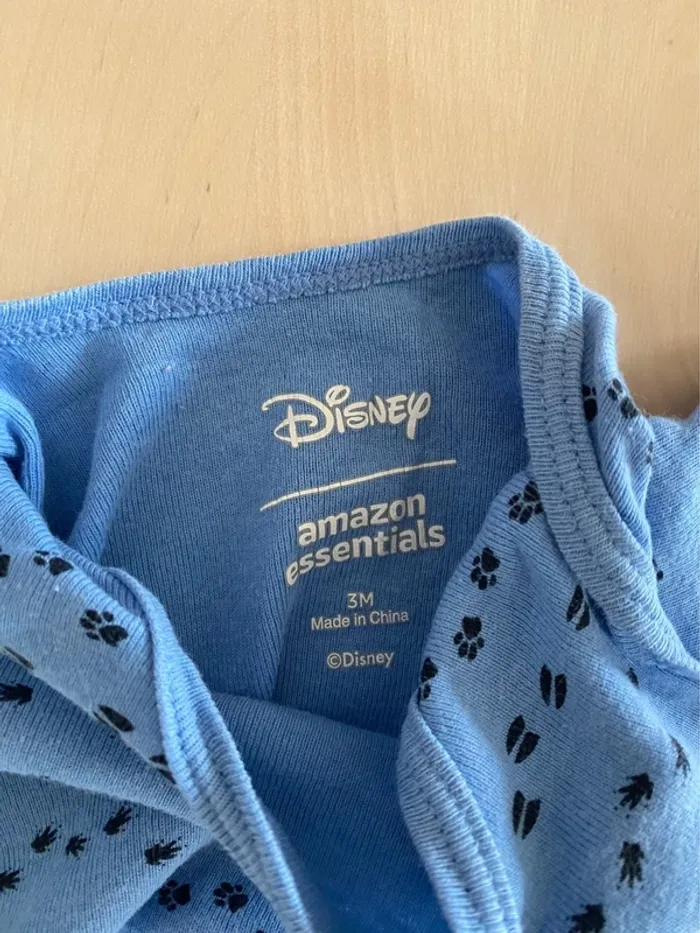 Disney
amazon
essentials
3M
Made in China
©Disney